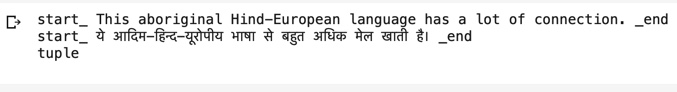 start_ This aboriginal Hind-European language has a lot of connection. _end
start_ ये आदिम-हिन्द-यूरोपीय भाषा से बहुत अधिक मेल खाती है। _end
tuple